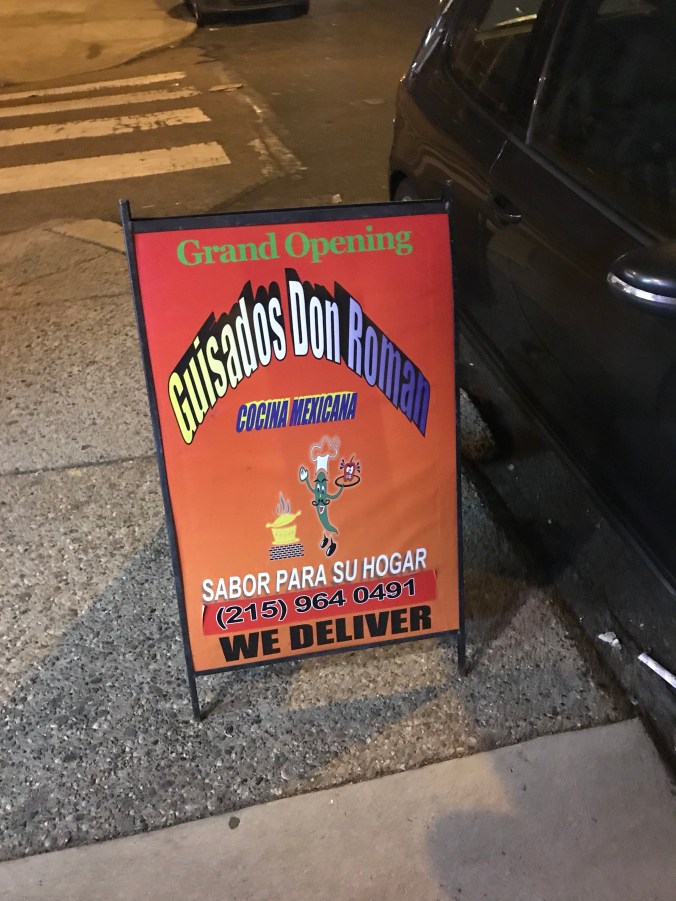 Grand Opening
Guisados Don Roman
COCINA MEXICANA
SABOR PARA SU HOGAR
(215) 964 0491
WE DELIVER